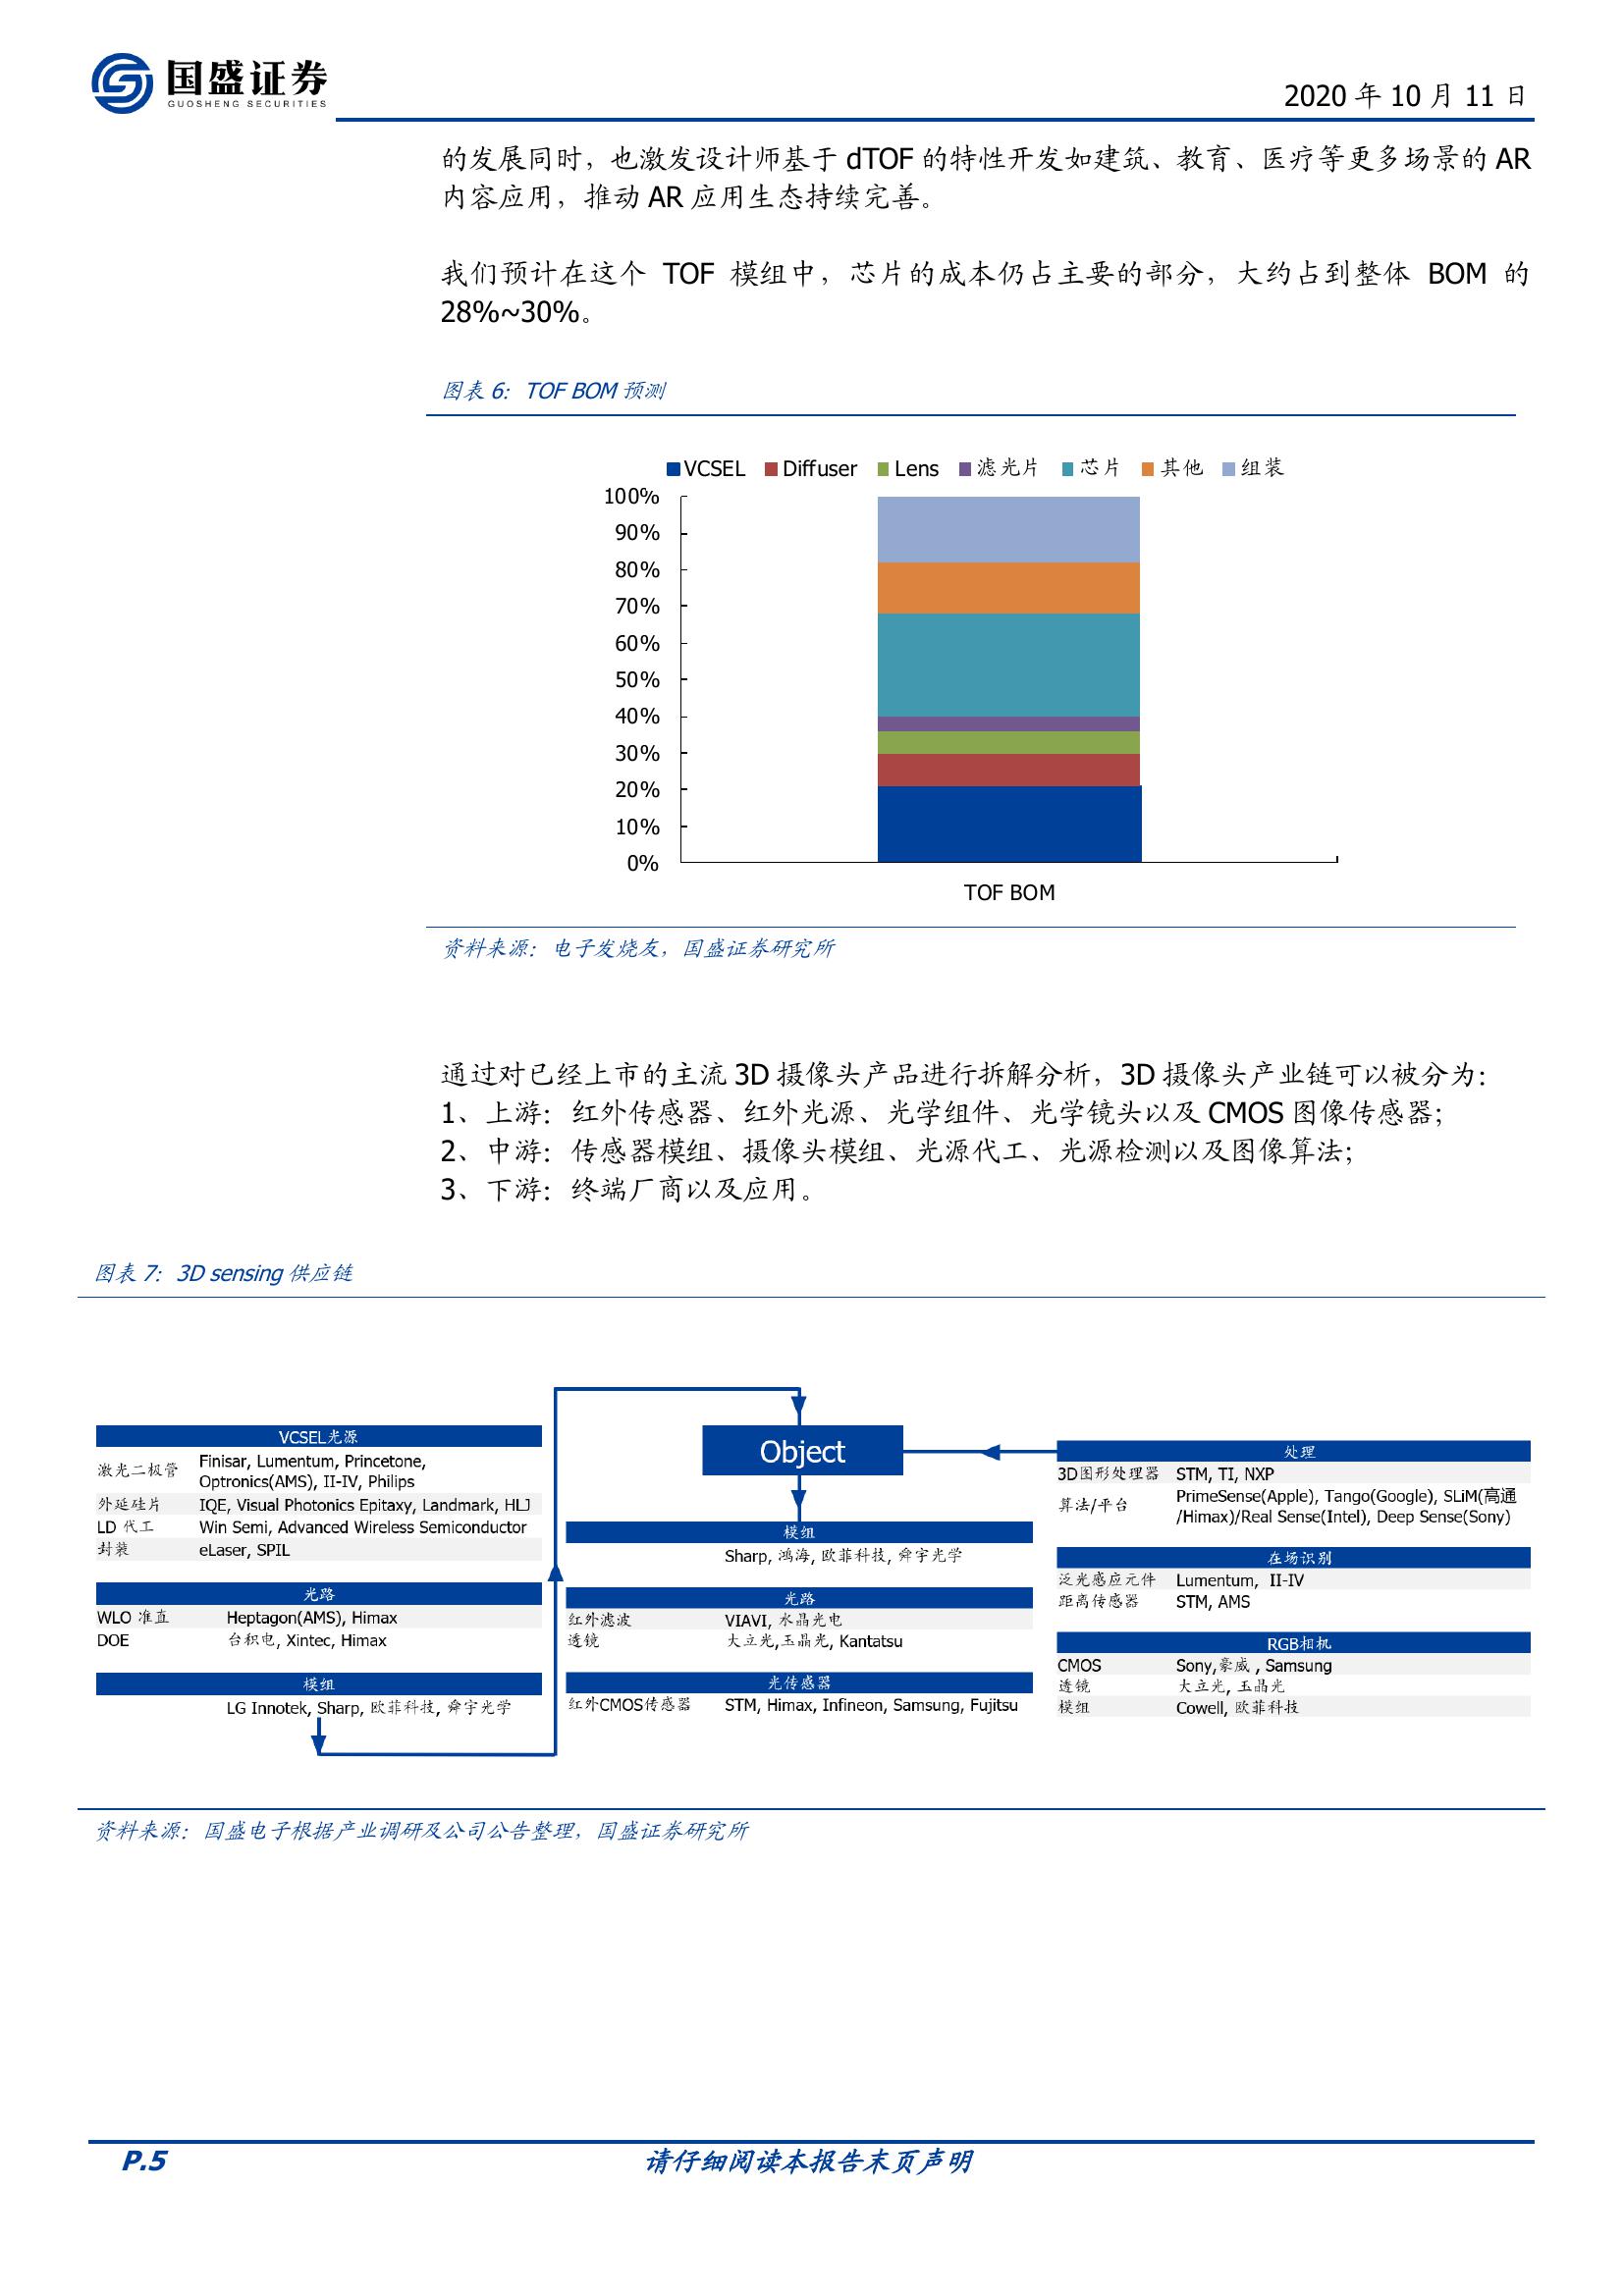 国盛证券
GUOSHENG SECURITIES
2020 年 10 月 11 日
的发展同时，也激发设计师基于 dTOF 的特性开发如建筑、教育、医疗等更多场景的 AR
内容应用，推动 AR 应用生态持续完善。
我们预计在这个 TOF 模组中，芯片的成本仍占主要的部分，大约占到整体 BOM 的
28%~30%。
图表 6：TOF BOM 预测
VCSEL Diffuser Lens 滤光片 芯片 其他 组装
100%
90%
80%
70%
60%
50%
40%
30%
20%
10%
0%
TOF BOM
资料来源：电子发烧友，国盛证券研究所
通过对已经上市的主流 3D 摄像头产品进行拆解分析，3D 摄像头产业链可以被分为：
1、上游：红外传感器、红外光源、光学组件、光学镜头以及 CMOS 图像传感器；
2、中游：传感器模组、摄像头模组、光源代工、光源检测以及图像算法；
3、下游：终端厂商以及应用。
图表 7：3D sensing 供应链
VCSEL光源
激光二极管 Finisar, Lumentum, Princetone,
Optronics(AMS), II-IV, Philips
外延硅片 IQE, Visual Photonics Epitaxy, Landmark, HLJ
LD 代工 Win Semi, Advanced Wireless Semiconductor
封装 eLaser, SPIL
光路
WLO 准直 Heptagon(AMS), Himax
DOE 台积电, Xintec, Himax
模组
LG Innotek, Sharp, 欧菲科技, 舜宇光学
Object
模组
Sharp, 鸿海, 欧菲科技, 舜宇光学
光路
红外滤波 VIAVI, 水晶光电
透镜 大立光,玉晶光, Kantatsu
光传感器
红外CMOS传感器 STM, Himax, Infineon, Samsung, Fujitsu
处理
3D图形处理器 STM, TI, NXP
算法/平台 PrimeSense(Apple), Tango(Google), SLiM(高通
/Himax)/Real Sense(Intel), Deep Sense(Sony)
在场识别
泛光感应元件 Lumentum, II-IV
距离传感器 STM, AMS
RGB相机
CMOS Sony,豪威 , Samsung
透镜 大立光, 玉晶光
模组 Cowell, 欧菲科技
资料来源：国盛电子根据产业调研及公司公告整理，国盛证券研究所
P.5 请仔细阅读本报告末页声明